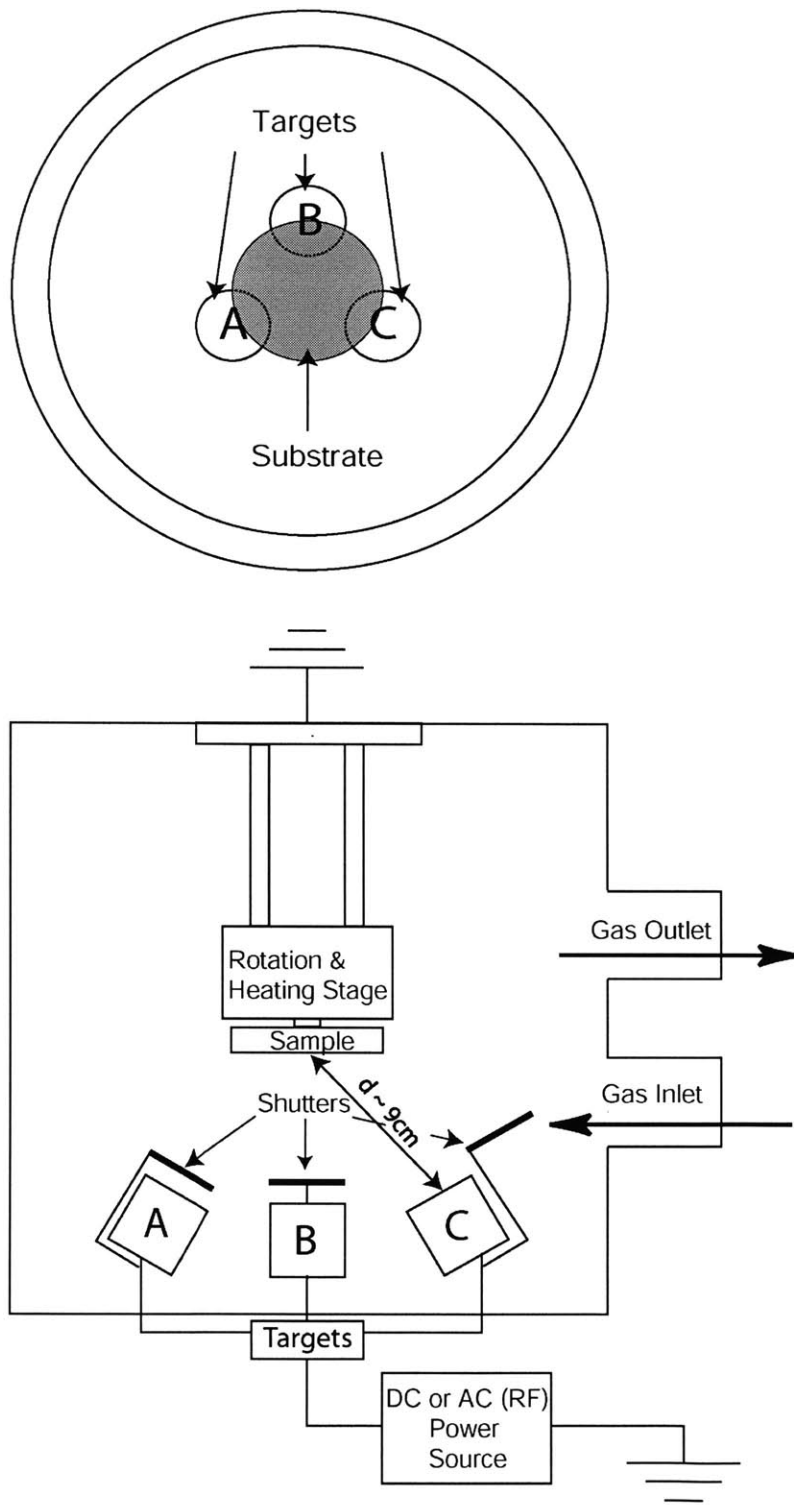 Targets
B
A
C
Substrate
Gas Outlet
Rotation &
Heating Stage
Sample
Gas Inlet
Shutters
d ~ 9cm
A
B
C
Targets
DC or AC (RF)
Power
Source